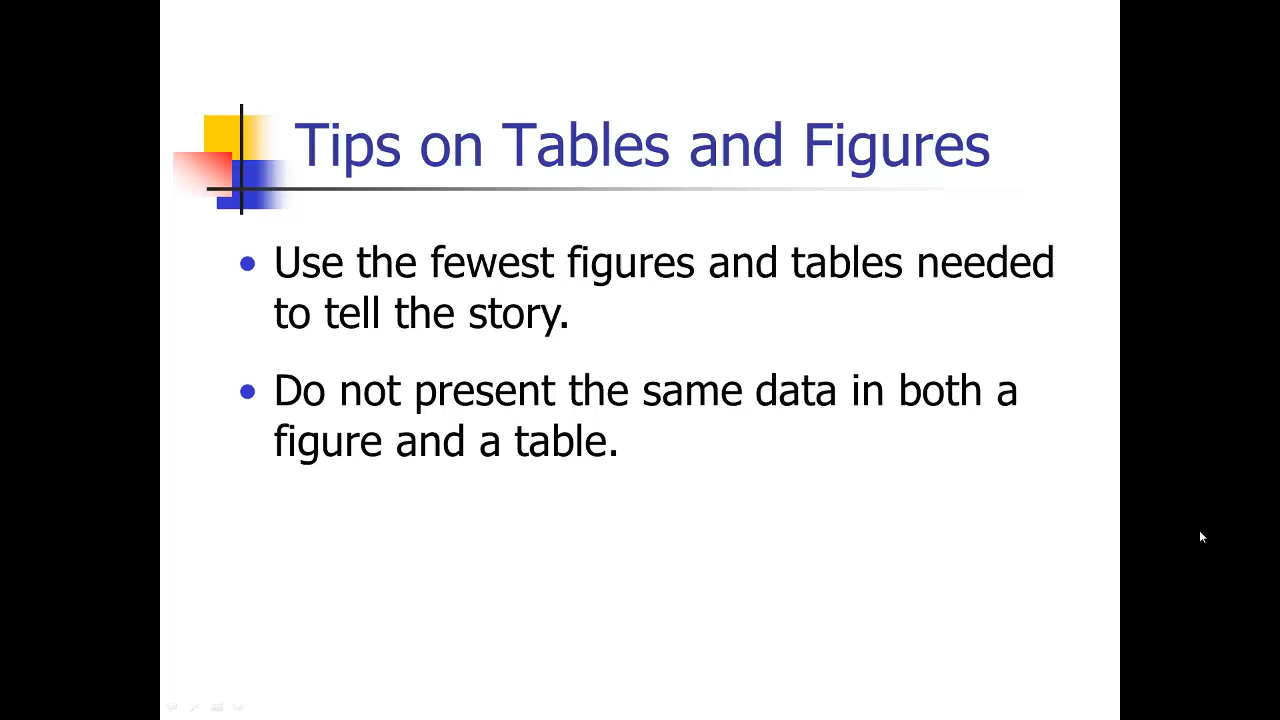 Tips on Tables and Figures
• Use the fewest figures and tables needed
to tell the story.
• Do not present the same data in both a
figure and a table.